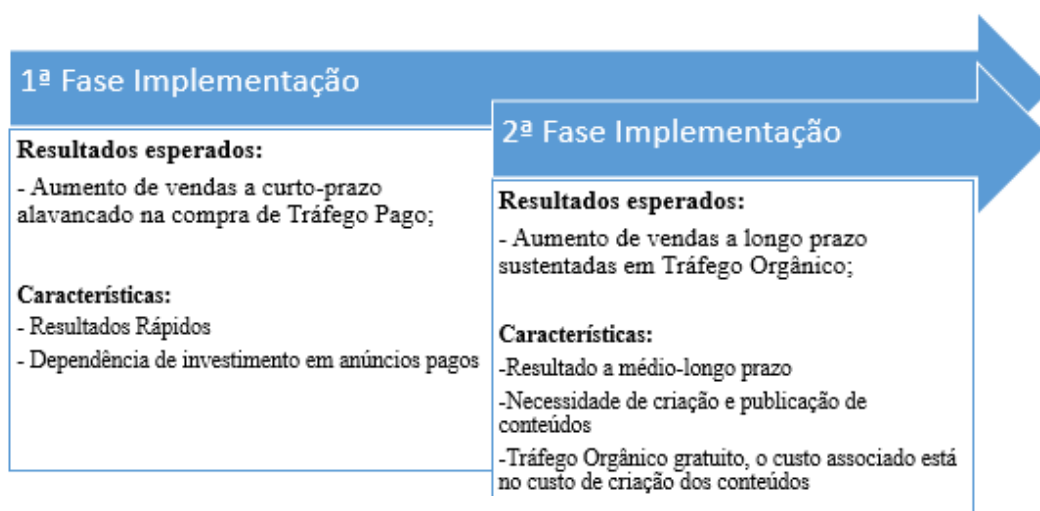 1ª Fase Implementação
Resultados esperados:
- Aumento de vendas a curto-prazo
alavancado na compra de Tráfego Pago;
Característicias:
- Resultados Rápidos
- Dependência de investimento em anúncios pagos
2ª Fase Implementação
Resultados esperados:
- Aumento de vendas a longo prazo
sustentadas em Tráfego Orgânico;
Características:
-Resultado a médio-longo prazo
-Necessidade de criação e publicação de
conteúdos
-Tráfego Orgânico gratuito, o custo associado está
no custo de criação dos conteúdos